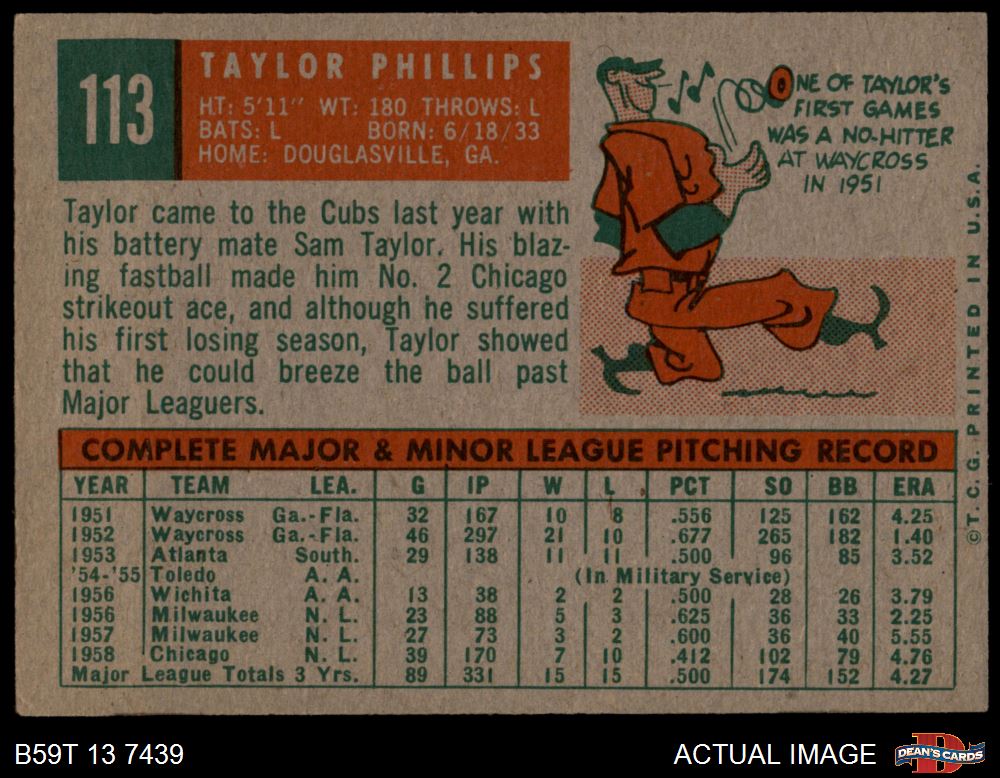 113
TAYLOR PHILLIPS
HT: 5'11" WT: 180 THROWS: L
BATS: L BORN: 6/18/33
HOME: DOUGLASVILLE, GA.
ONE OF TAYLOR'S
FIRST GAMES
WAS A NO-HITTER
AT WAYCROSS
IN 1951
Taylor came to the Cubs last year with
his battery mate Sam Taylor. His blaz-
ing fastball made him No. 2 Chicago
strikeout ace, and although he suffered
his first losing season, Taylor showed
that he could breeze the ball past
Major Leaguers.
©T. C. G. PRINTED IN U.S.A.
COMPLETE MAJOR & MINOR LEAGUE PITCHING RECORD
YEAR TEAM LEA. G IP W L PCT SO BB ERA
1951 Waycross Ga.-Fla. 32 167 10 8 .556 125 162 4.25
1952 Waycross Ga.-Fla. 46 297 21 10 .677 265 182 1.40
1953 Atlanta South. 29 138 11 11 .500 96 85 3.52
'54-'55 Toledo A. A. (In Military Service)
1956 Wichita A. A. 13 38 2 2 .500 28 26 3.79
1956 Milwaukee N. L. 23 88 5 3 .625 36 33 2.25
1957 Milwaukee N. L. 27 73 3 2 .600 36 40 5.55
1958 Chicago N. L. 39 170 7 10 .412 102 79 4.76
Major League Totals 3 Yrs. 89 331 15 15 .500 174 152 4.27
B59T 13 7439
ACTUAL IMAGE
DEAN'S CARDS